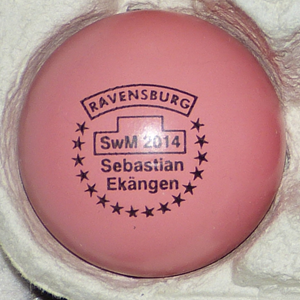 RAVENSBURG
SwM 2014
Sebastian
Ekängen